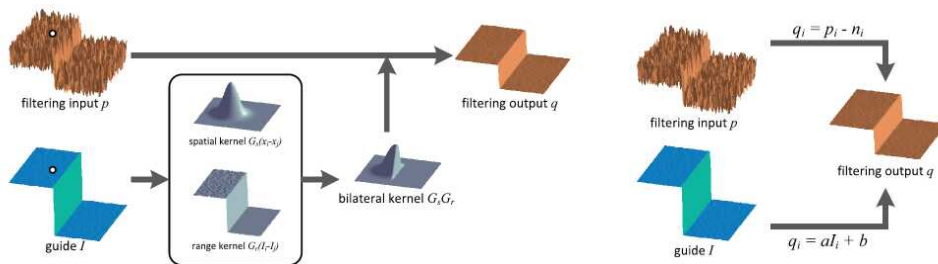 filtering input p
spatial kernel Gₛ(xᵢ-xⱼ)
guide I
range kernel Gᵣ(Iᵢ-Iⱼ)
bilateral kernel GₛGᵣ
filtering output q
qᵢ = pᵢ - nᵢ
filtering input p
filtering output q
guide I
qᵢ = aIᵢ + b